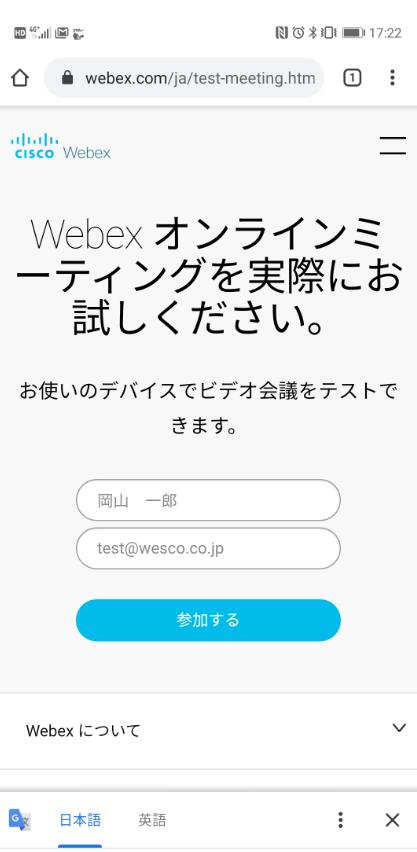 HD 4G+ 17:22
webex.com/ja/test-meeting.htm 1
CISCO Webex
Webex オンラインミ
ーティングを実際にお
試しください。
お使いのデバイスでビデオ会議をテストで
きます。
岡山　一郎
test@wesco.co.jp
参加する
Webex について
日本語 英語